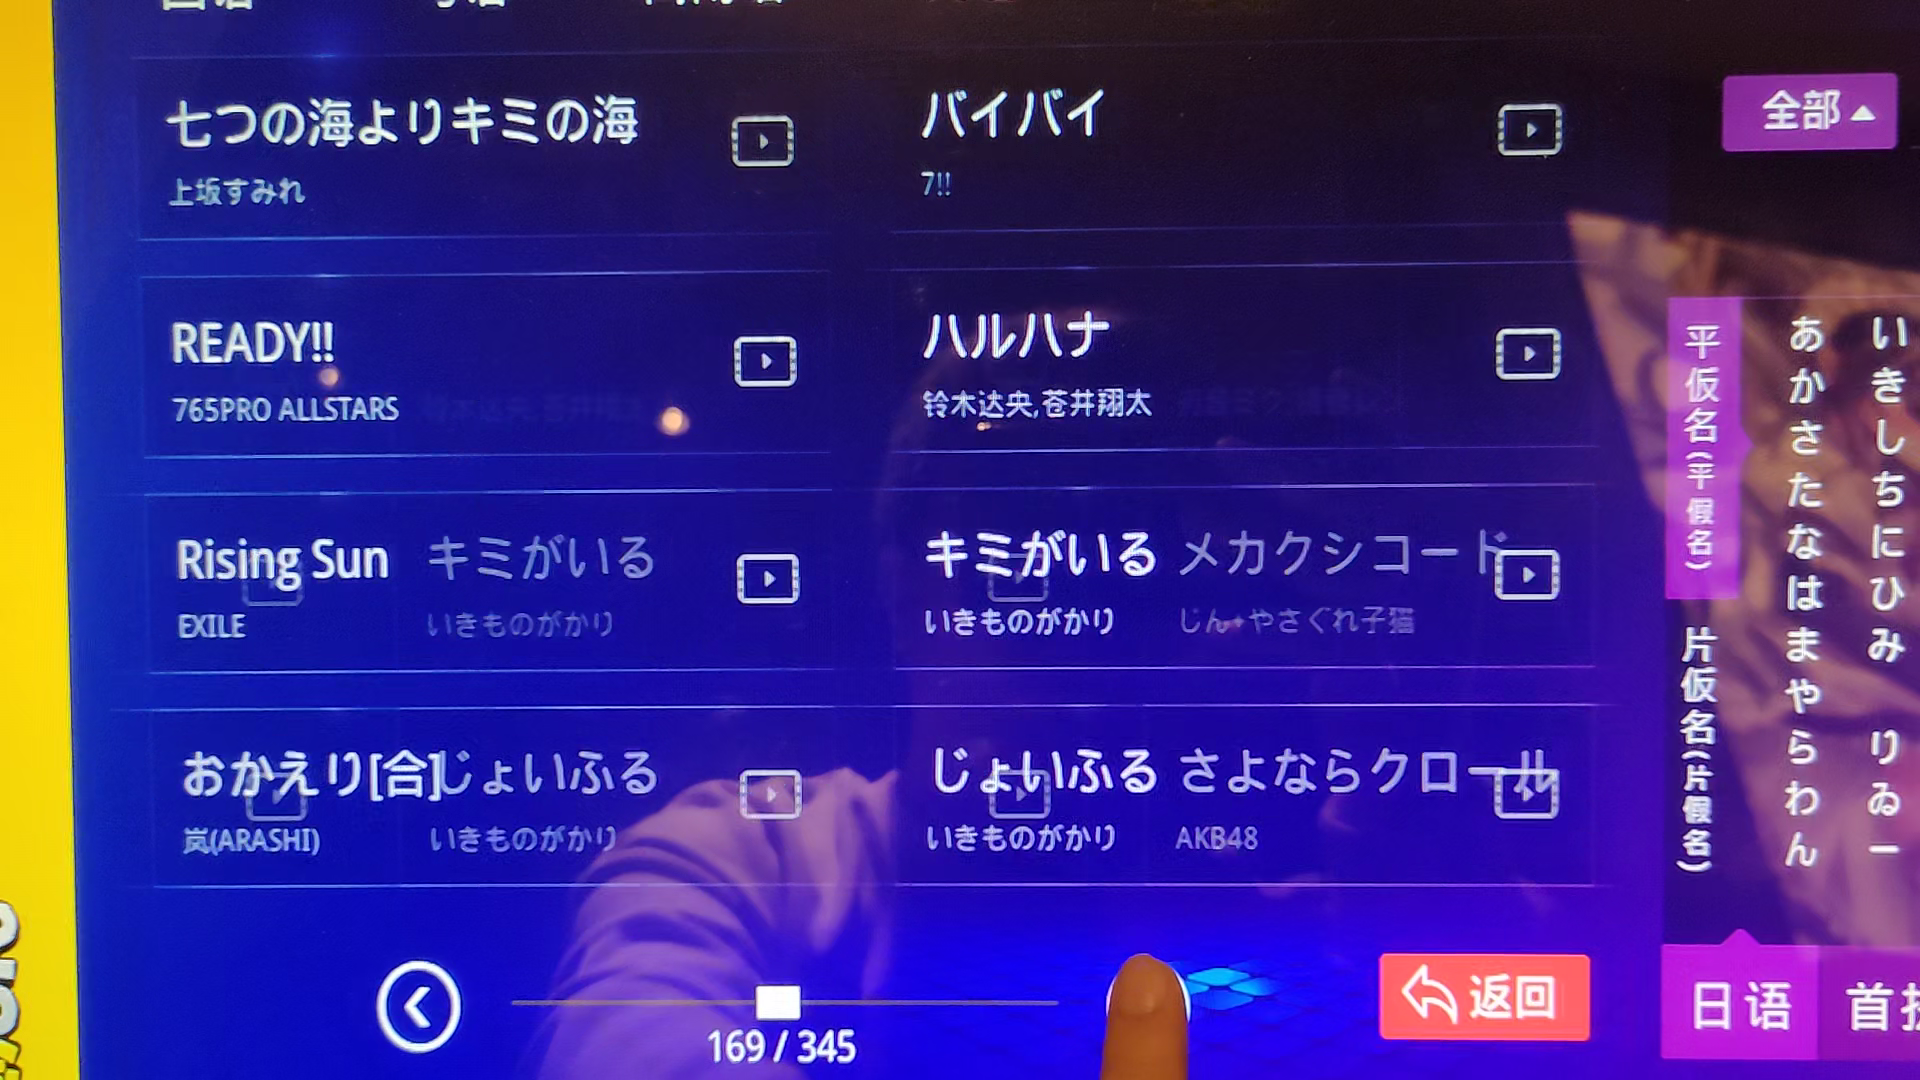 七つの海よりキミの海
上坂すみれ
バイバイ
7!!
READY!!
765PRO ALLSTARS
ハルハナ
铃木达央,苍井翔太
Rising Sun
EXILE
キミがいる
いきものがかり
キミがいる
いきものがかり
メカクシコード
じん
やさぐれ子猫
おかえり[合]
岚(ARASHI)
じょいふる
いきものがかり
じょいふる
いきものがかり
さよならクロール
AKB48
169 / 345
返回
全部
平仮名(平假名)
片仮名(片假名)
あかさたなはまやらわん
いきしちにひみ りゐー
日语
首